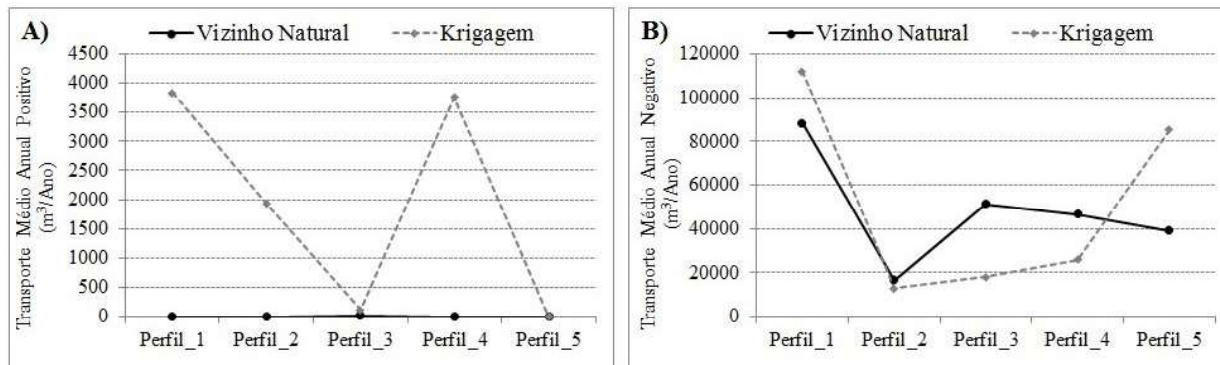 A)
Vizinho Natural
Krigagem
Transporte Médio Anual Positivo
(m³/Ano)
4500
4000
3500
3000
2500
2000
1500
1000
500
0
Perfil_1 Perfil_2 Perfil_3 Perfil_4 Perfil_5
B)
Vizinho Natural
Krigagem
Transporte Médio Anual Negativo
(m³/Ano)
120000
100000
80000
60000
40000
20000
0
Perfil_1 Perfil_2 Perfil_3 Perfil_4 Perfil_5